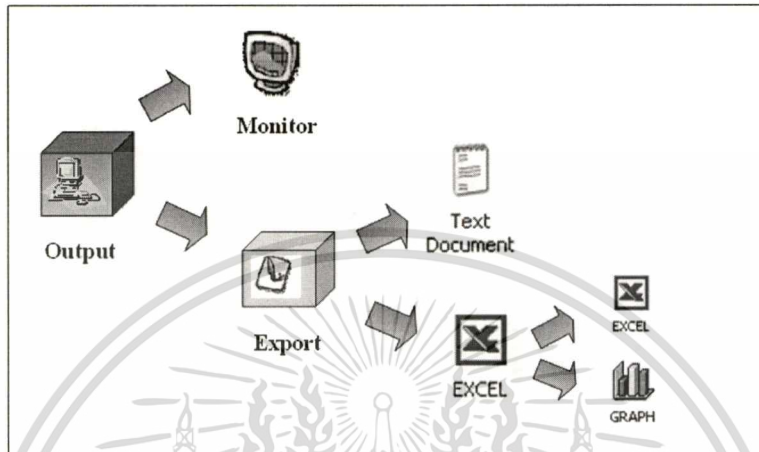 Monitor
Output
Text
Document
Export
EXCEL
EXCEL
GRAPH